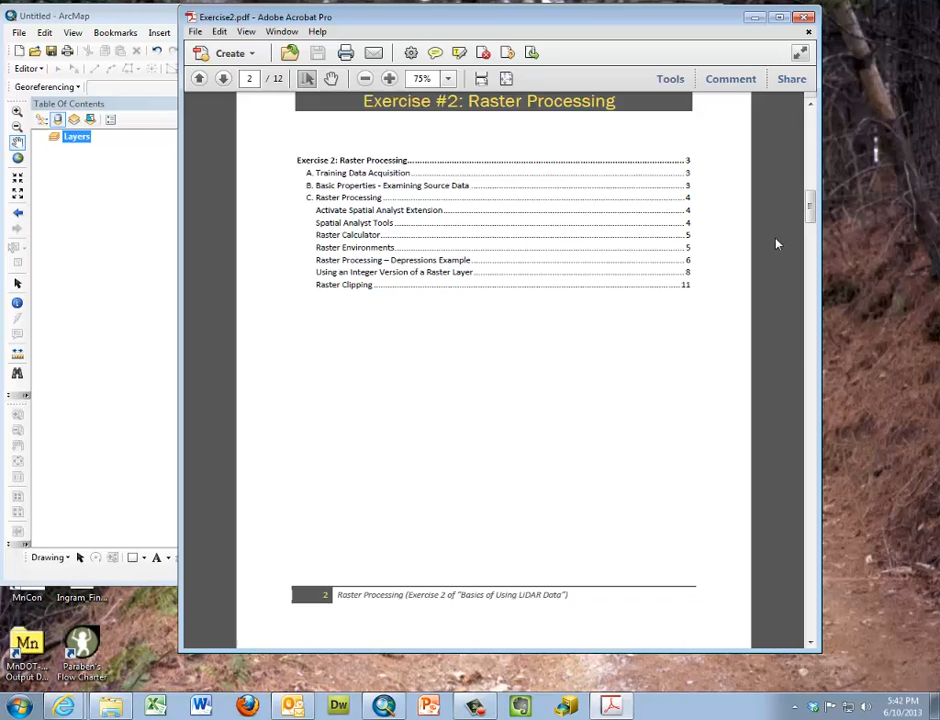 Untitled - ArcMap
File Edit View Bookmarks Insert
Editor
Georeferencing
Table Of Contents
Layers
Drawing
A
Exercise2.pdf - Adobe Acrobat Pro
File Edit View Window Help
Create
2 / 12
75%
Tools Comment Share
Exercise #2: Raster Processing
Exercise 2: Raster Processing 3
A. Training Data Acquisition 3
B. Basic Properties - Examining Source Data 3
C. Raster Processing 4
Activate Spatial Analyst Extension 4
Spatial Analyst Tools 4
Raster Calculator 5
Raster Environments 5
Raster Processing – Depressions Example 6
Using an Integer Version of a Raster Layer 8
Raster Clipping 11
2 Raster Processing (Exercise 2 of "Basics of Using LiDAR Data")
MnCon
Ingram_Fin...
Mn
MnDOT-...
Output D...
Paraben's
Flow Charter
Dw
5:42 PM
6/10/2013